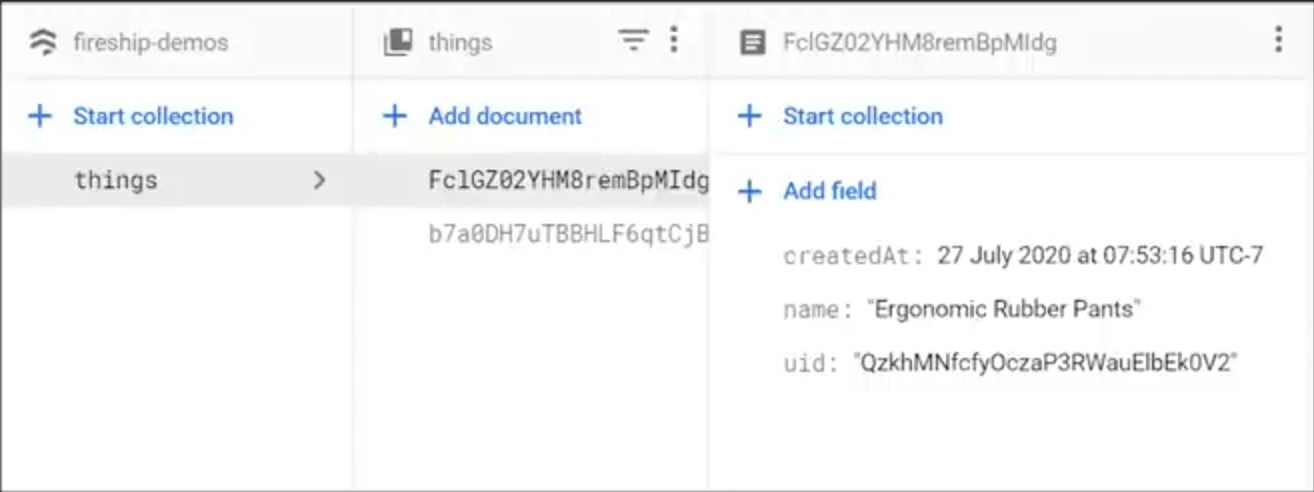 fireship-demos
things
FclGZ02YHM8remBpMIdg
+ Start collection
+ Add document
+ Start collection
things
FclGZ02YHM8remBpMIdg
b7a0DH7uTBBHLF6qtCjB
+ Add field
createdAt: 27 July 2020 at 07:53:16 UTC-7
name: "Ergonomic Rubber Pants"
uid: "QzkhMNfcfyOczaP3RWauElbEk0V2"